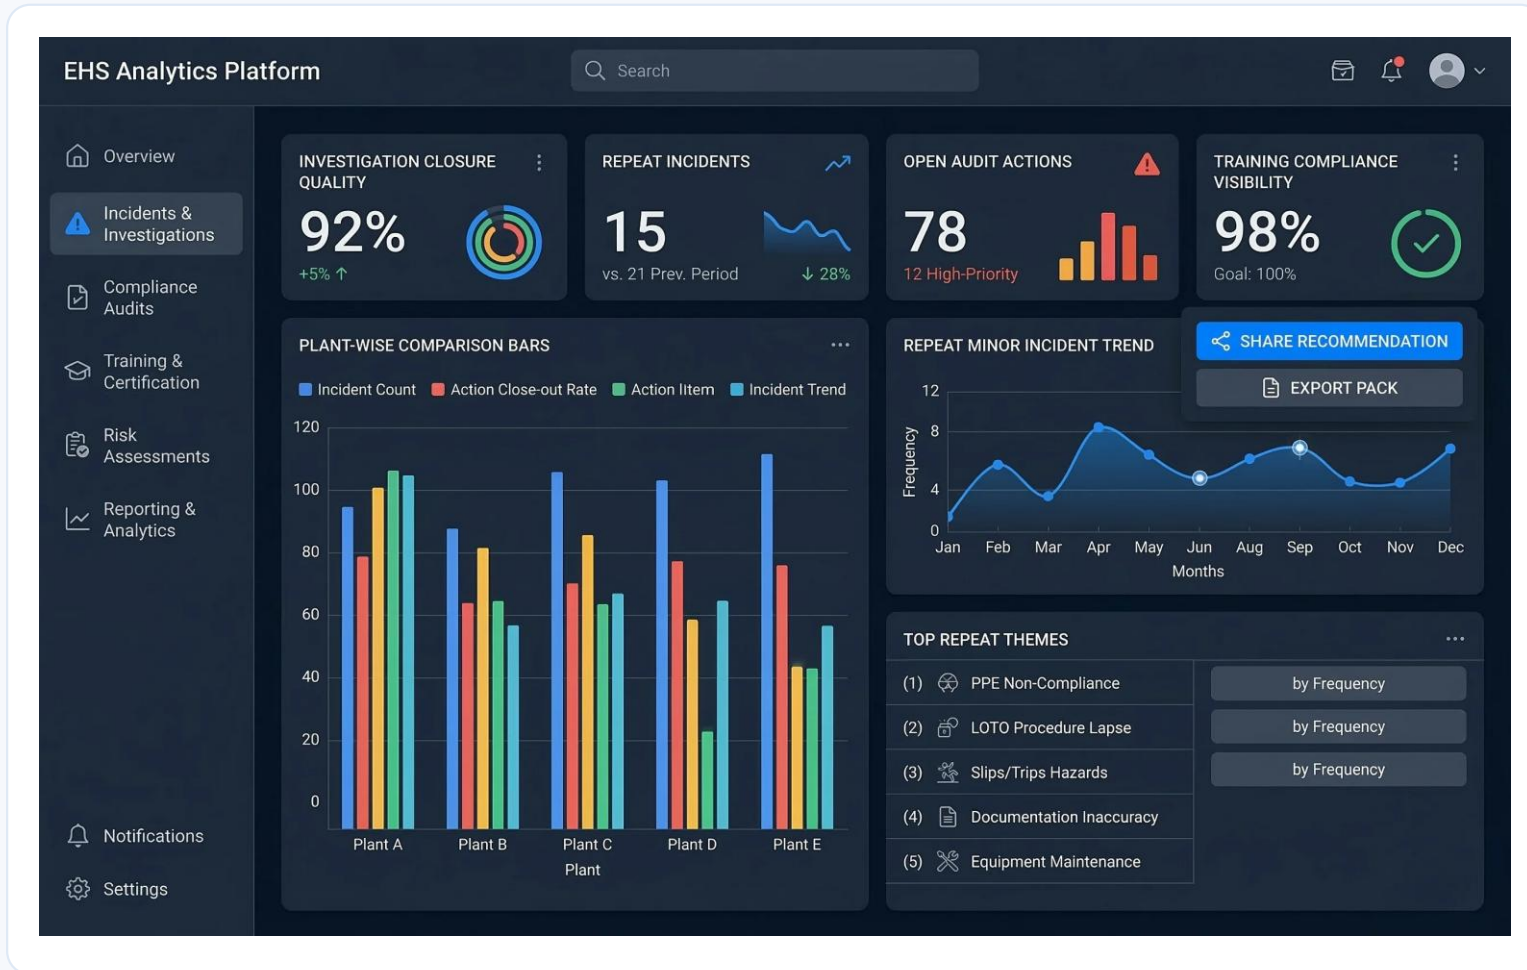 EHS Analytics Platform
Search
Overview
Incidents &
Investigations
Compliance
Audits
Training &
Certification
Risk
Assessments
Reporting &
Analytics
Notifications
Settings
INVESTIGATION CLOSURE
QUALITY
92%
+5% ↑
REPEAT INCIDENTS
15
vs. 21 Prev. Period
↓ 28%
OPEN AUDIT ACTIONS
78
12 High-Priority
TRAINING COMPLIANCE
VISIBILITY
98%
Goal: 100%
PLANT-WISE COMPARISON BARS
Incident Count Action Close-out Rate Action IItem Incident Trend
120
100
80
60
40
20
0
Plant A Plant B Plant C Plant D Plant E
Plant
REPEAT MINOR INCIDENT TREND
SHARE RECOMMENDATION
EXPORT PACK
Frequency
12
8
4
0
Jan Feb Mar Apr May Jun Aug Sep Oct Nov Dec
Months
TOP REPEAT THEMES
(1) PPE Non-Compliance by Frequency
(2) LOTO Procedure Lapse by Frequency
(3) Slips/Trips Hazards by Frequency
(4) Documentation Inaccuracy
(5) Equipment Maintenance